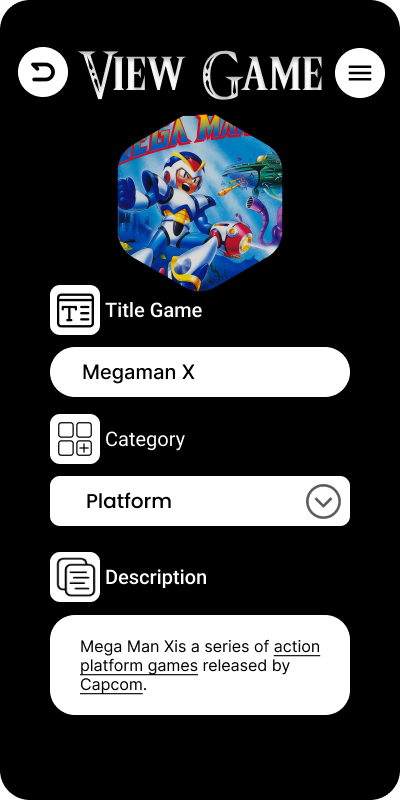 VIEW GAME
MEGA MAN
Title Game
Megaman X
Category
Platform
Description
Mega Man Xis a series of action
platform games released by
Capcom.